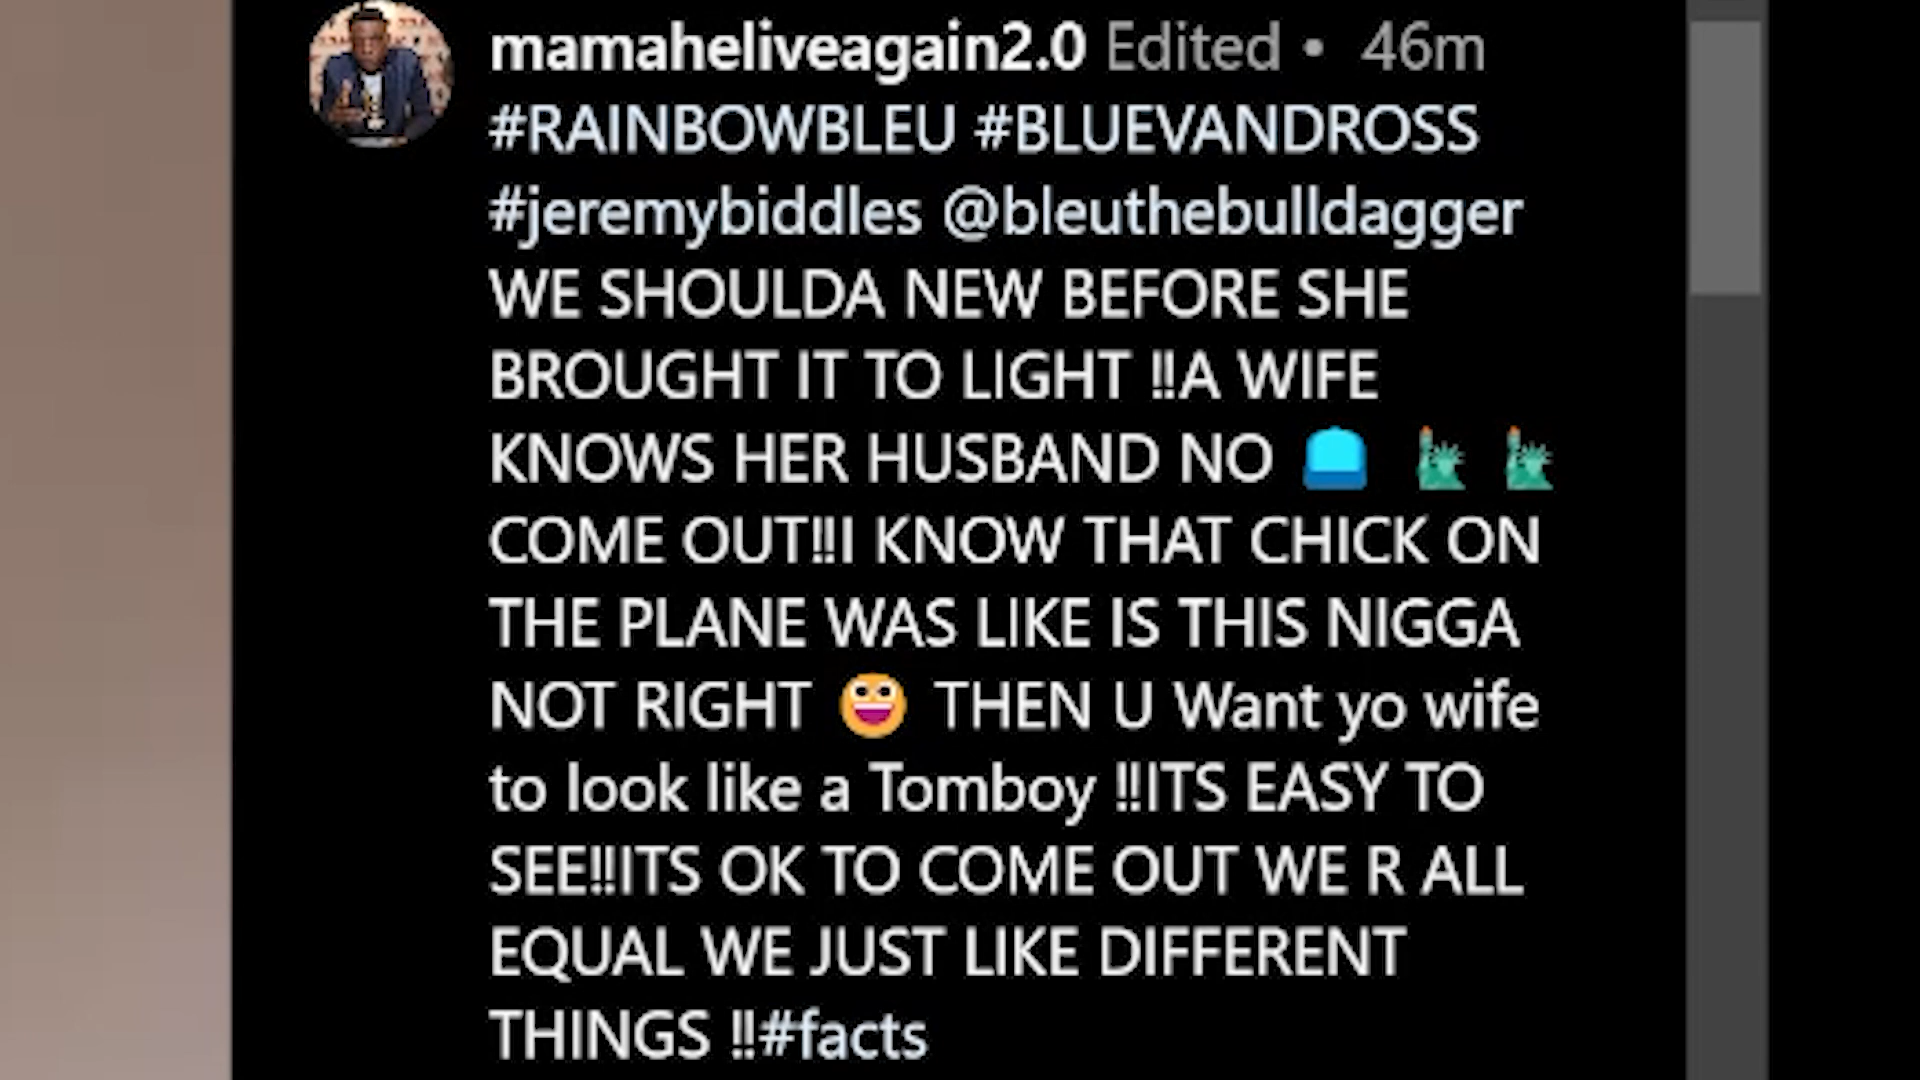 mamaheliveagain2.0 Edited • 46m
#RAINBOWBLEU #BLUEVANDROSS
#jeremybiddles @bleuthebulldagger
WE SHOULDA NEW BEFORE SHE
BROUGHT IT TO LIGHT ‼️A WIFE
KNOWS HER HUSBAND NO 🧢 🗽 🗽
COME OUT‼️I KNOW THAT CHICK ON
THE PLANE WAS LIKE IS THIS NIGGA
NOT RIGHT 😀 THEN U Want yo wife
to look like a Tomboy ‼️ITS EASY TO
SEE‼️ITS OK TO COME OUT WE R ALL
EQUAL WE JUST LIKE DIFFERENT
THINGS ‼️#facts